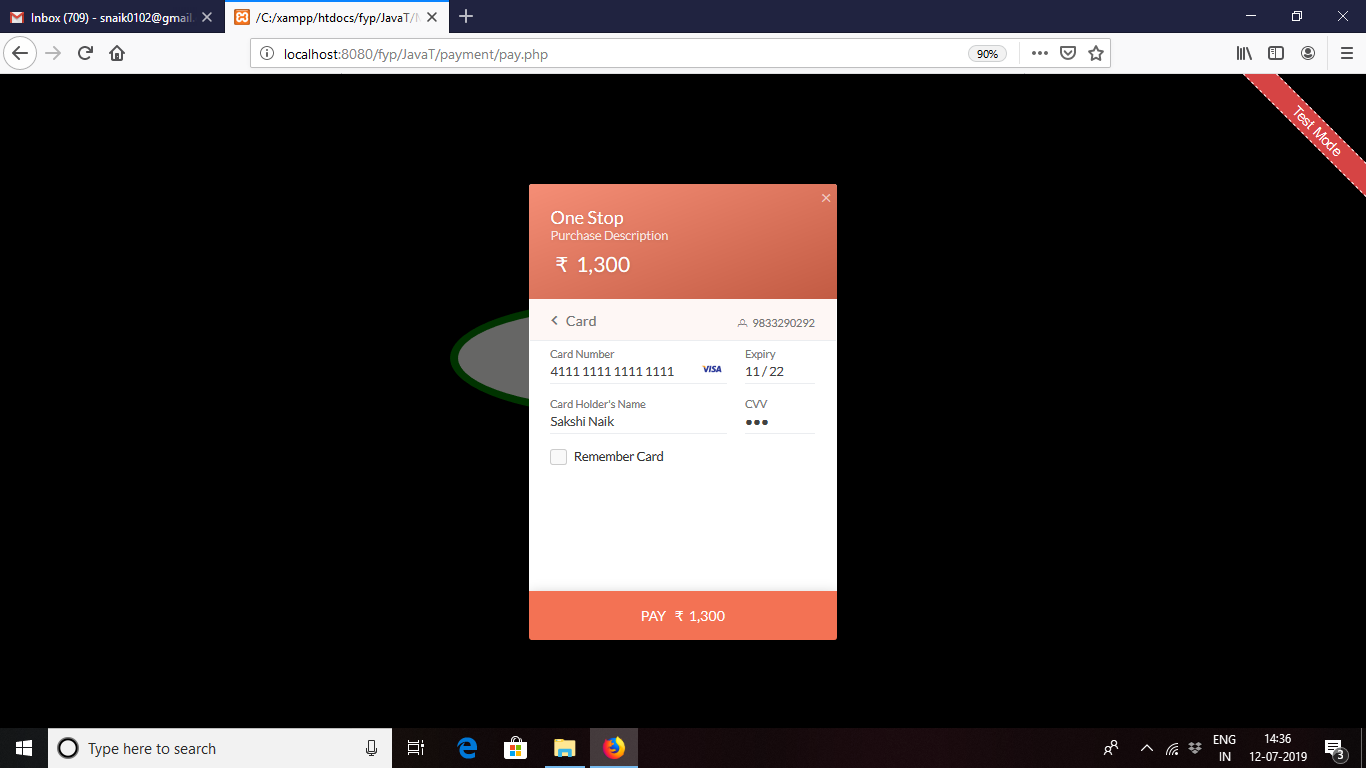 Inbox (709) - snaik0102@gmail.
/C:/xampp/htdocs/fyp/JavaT/
localhost:8080/fyp/JavaT/payment/pay.php
90%
Test Mode
One Stop
Purchase Description
₹ 1,300
Card
9833290292
Card Number
Expiry
4111 1111 1111 1111
VISA
11 / 22
Card Holder's Name
CVV
Sakshi Naik
Remember Card
PAY ₹ 1,300
Type here to search
ENG
IN
14:36
12-07-2019
3